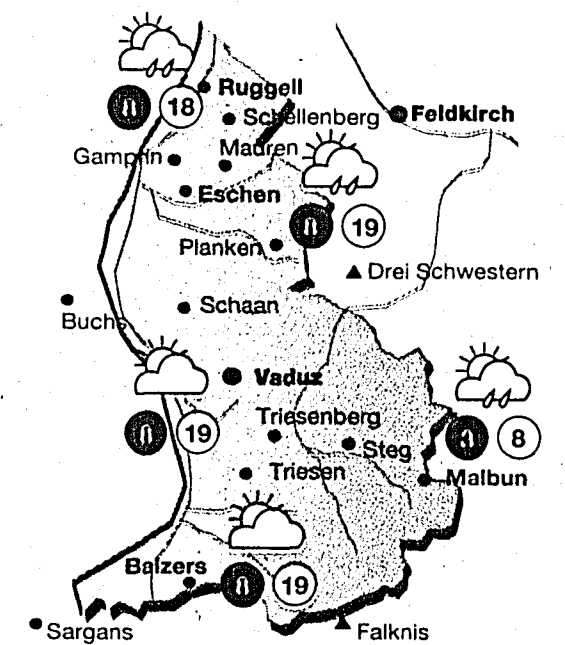 Ruggell
18
Schellenberg
Feldkirch
Mauren
Gamprin
Eschen
19
Planken
Drei Schwestern
Schaan
Buchs
Vaduz
Triesenberg
19
Steg
8
Triesen
Malbun
Balzers
19
Sargans
Falknis